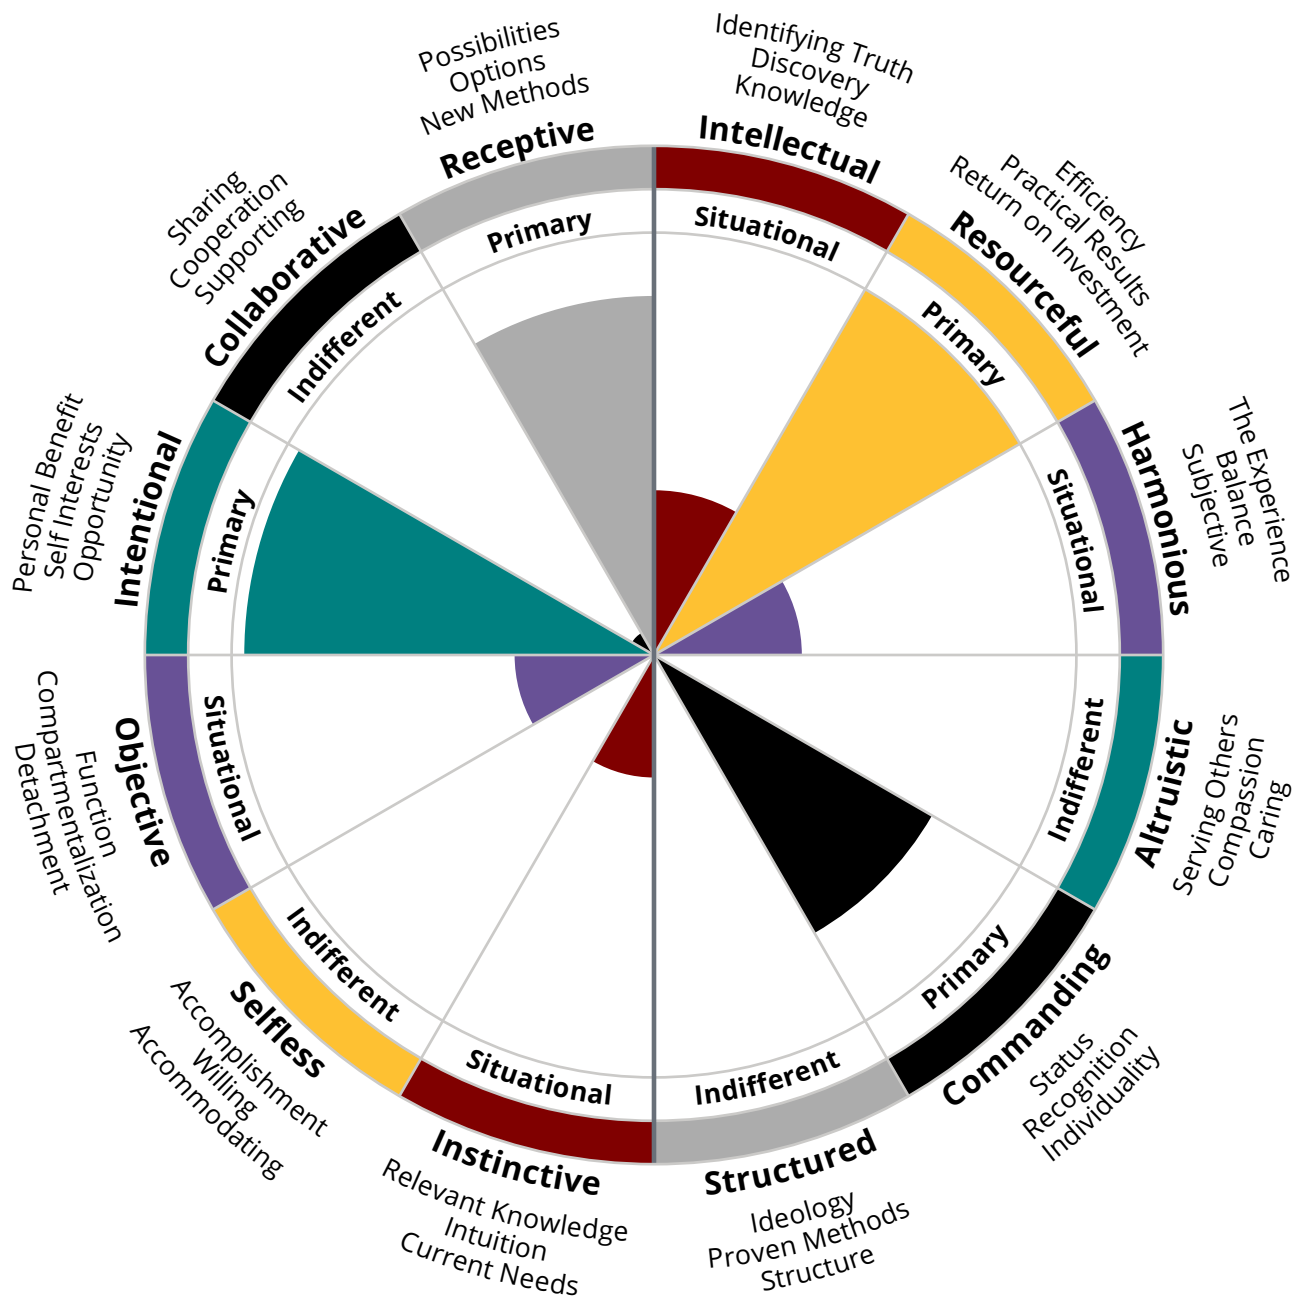 Identifying Truth
Discovery
Knowledge
Intellectual
Situational
Efficiency
Practical Results
Return on Investment
Resourceful
Primary
The Experience
Balance
Subjective
Harmonious
Situational
Indifferent
Altruistic
Serving Others
Compassion
Caring
Primary
Commanding
Status
Recognition
Individuality
Indifferent
Structured
Ideology
Proven Methods
Structure
Situational
Instinctive
Relevant Knowledge
Intuition
Current Needs
Indifferent
Selfless
Accomplishment
Willing
Accommodating
Situational
Objective
Function
Compartmentalization
Detachment
Personal Benefit
Self Interests
Opportunity
Intentional
Primary
Sharing
Cooperation
Supporting
Collaborative
Indifferent
Possibilities
Options
New Methods
Receptive
Primary